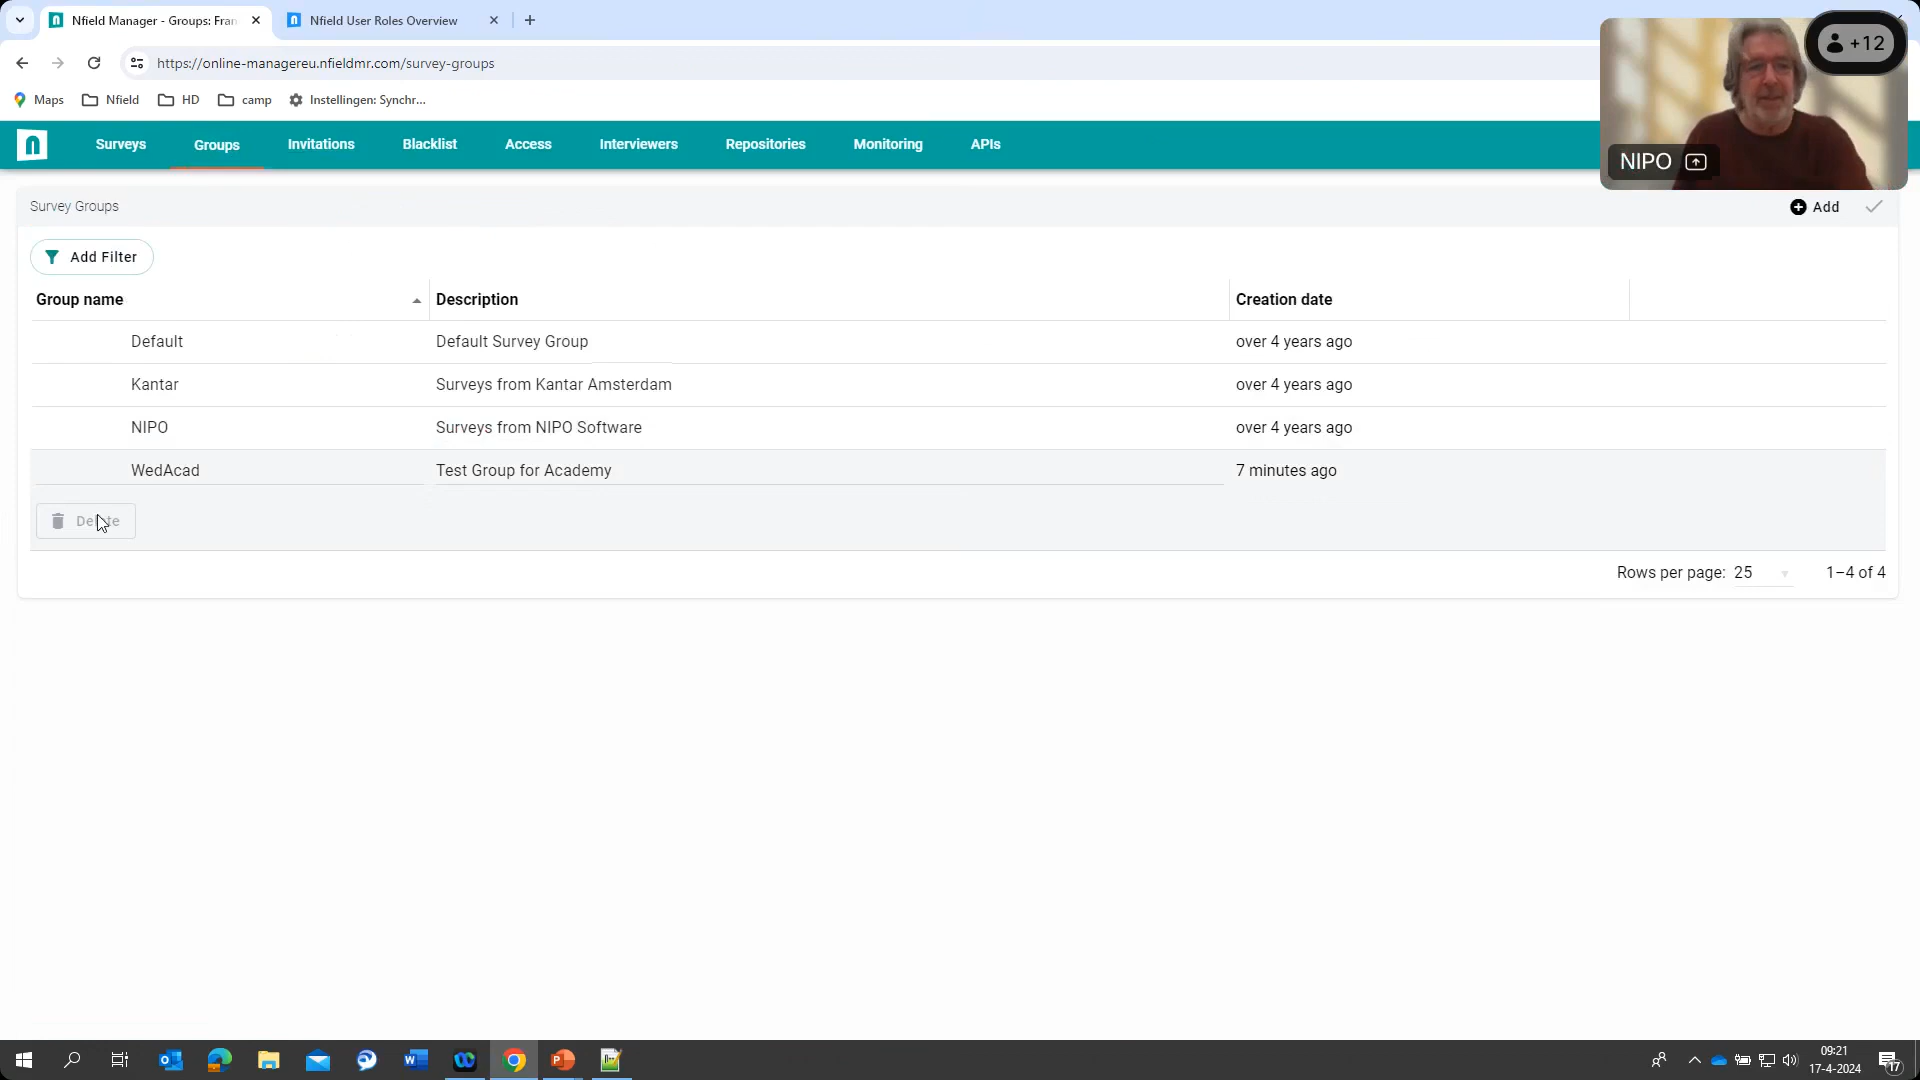 Nfield Manager - Groups: Fran
Nfield User Roles Overview
https://online-managereu.nfieldmr.com/survey-groups
+12
Maps
Nfield
HD
camp
Instellingen: Synchr...
Surveys
Groups
Invitations
Blacklist
Access
Interviewers
Repositories
Monitoring
APIs
NIPO
Survey Groups
Add
Add Filter
Group name
Description
Creation date
Default
Default Survey Group
over 4 years ago
Kantar
Surveys from Kantar Amsterdam
over 4 years ago
NIPO
Surveys from NIPO Software
over 4 years ago
WedAcad
Test Group for Academy
7 minutes ago
Delete
Rows per page: 25
1–4 of 4
09:21
17-4-2024
17